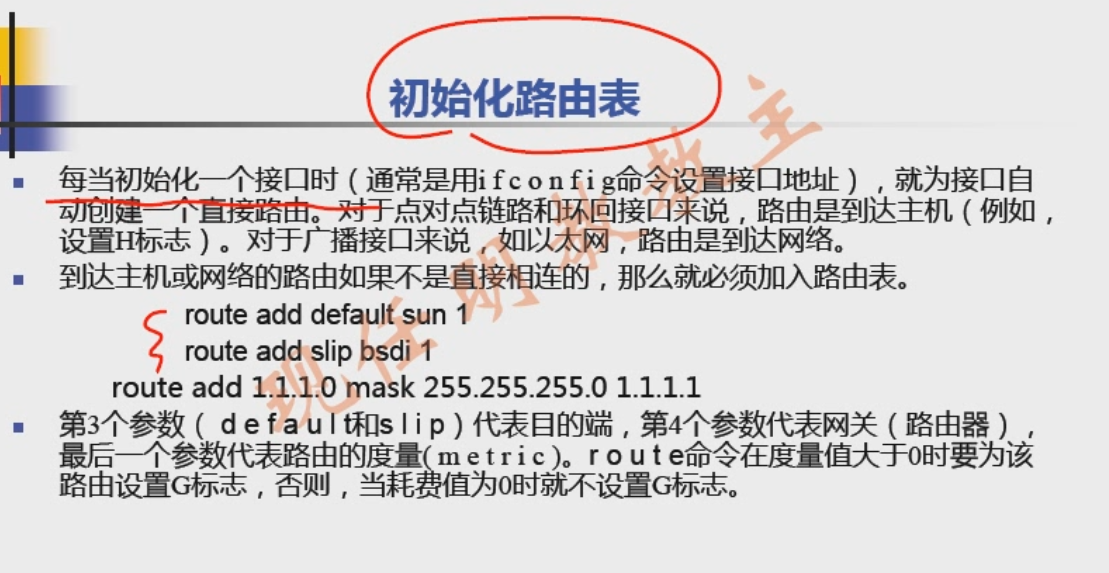 初始化路由表
每当初始化一个接口时（通常是用ifconfig命令设置接口地址），就为接口自
动创建一个直接路由。对于点对点链路和环回接口来说，路由是到达主机（例如，
设置H标志）。对于广播接口来说，如以太网，路由是到达网络。
到达主机或网络的路由如果不是直接相连的，那么就必须加入路由表。
route add default sun 1
route add slip bsdi 1
route add 1.1.1.0 mask 255.255.255.0 1.1.1.1
第3个参数（default和slip）代表目的端，第4个参数代表网关（路由器），
最后一个参数代表路由的度量(metric)。route命令在度量值大于0时要为该
路由设置G标志，否则，当耗费值为0时就不设置G标志。
现任明教教主